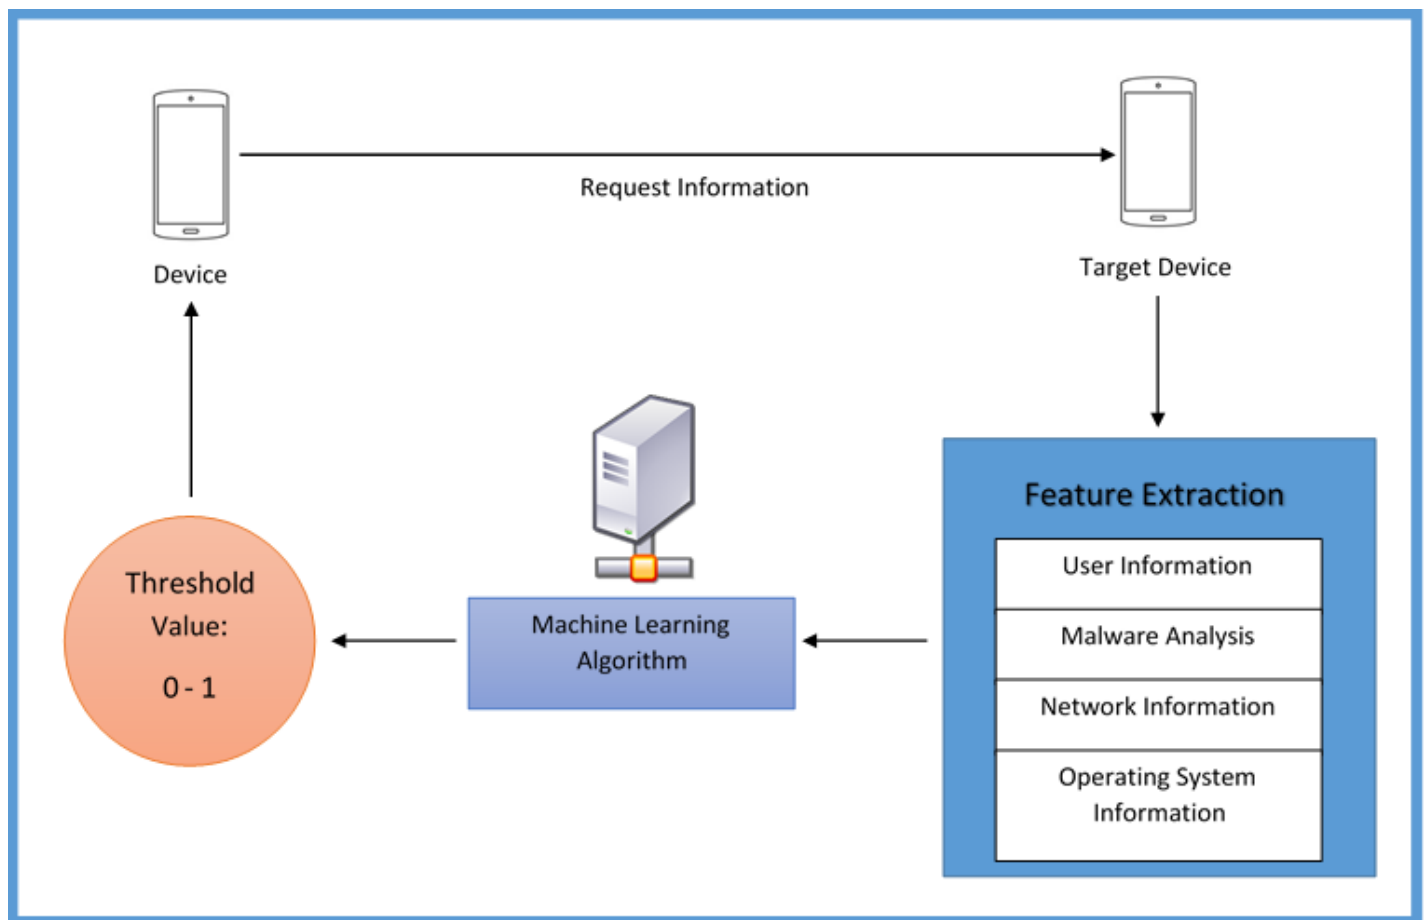 Request Information
Device
Target Device
Feature Extraction
User Information
Malware Analysis
Network Information
Operating System
Information
Machine Learning
Algorithm
Threshold
Value:
0 - 1